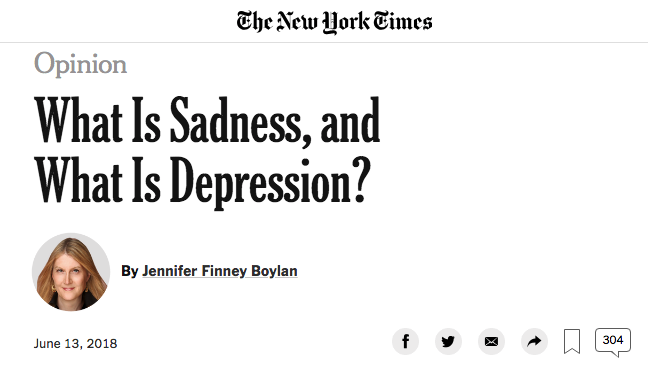 The New York Times
Opinion
What Is Sadness, and
What Is Depression?
By Jennifer Finney Boylan
June 13, 2018
304